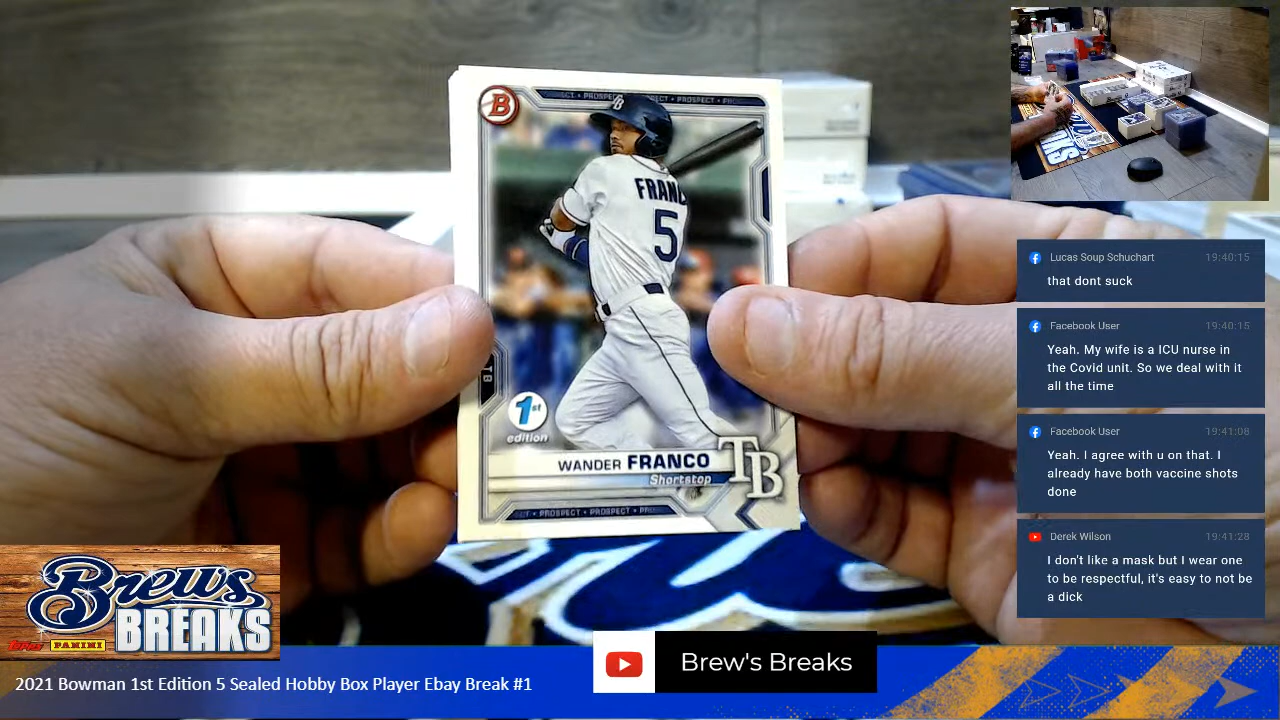 PROSPECT • PROSPECT
B
FRANC
5
TB
1st
edition
WANDER FRANCO
Shortstop
TB
PROSPECT • PROSPECT
Lucas Soup Schuchart 19:40:15
that dont suck
Facebook User 19:40:15
Yeah. My wife is a ICU nurse in
the Covid unit. So we deal with it
all the time
Facebook User 19:41:08
Yeah. I agree with u on that. I
already have both vaccine shots
done
Derek Wilson 19:41:28
I don't like a mask but I wear one
to be respectful, it's easy to not be
a dick
Brews
BREAKS
Topps PANINI
Brew's Breaks
2021 Bowman 1st Edition 5 Sealed Hobby Box Player Ebay Break #1